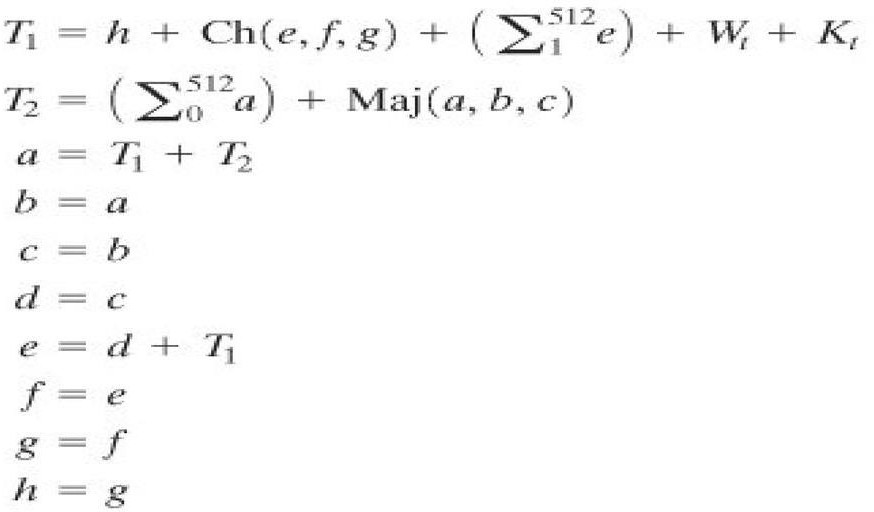 T₁ = h + Ch(e, f, g) + (∑₁⁵¹²e) + Wₜ + Kₜ
T₂ = (∑₀⁵¹²a) + Maj(a, b, c)
a = T₁ + T₂
b = a
c = b
d = c
e = d + T₁
f = e
g = f
h = g